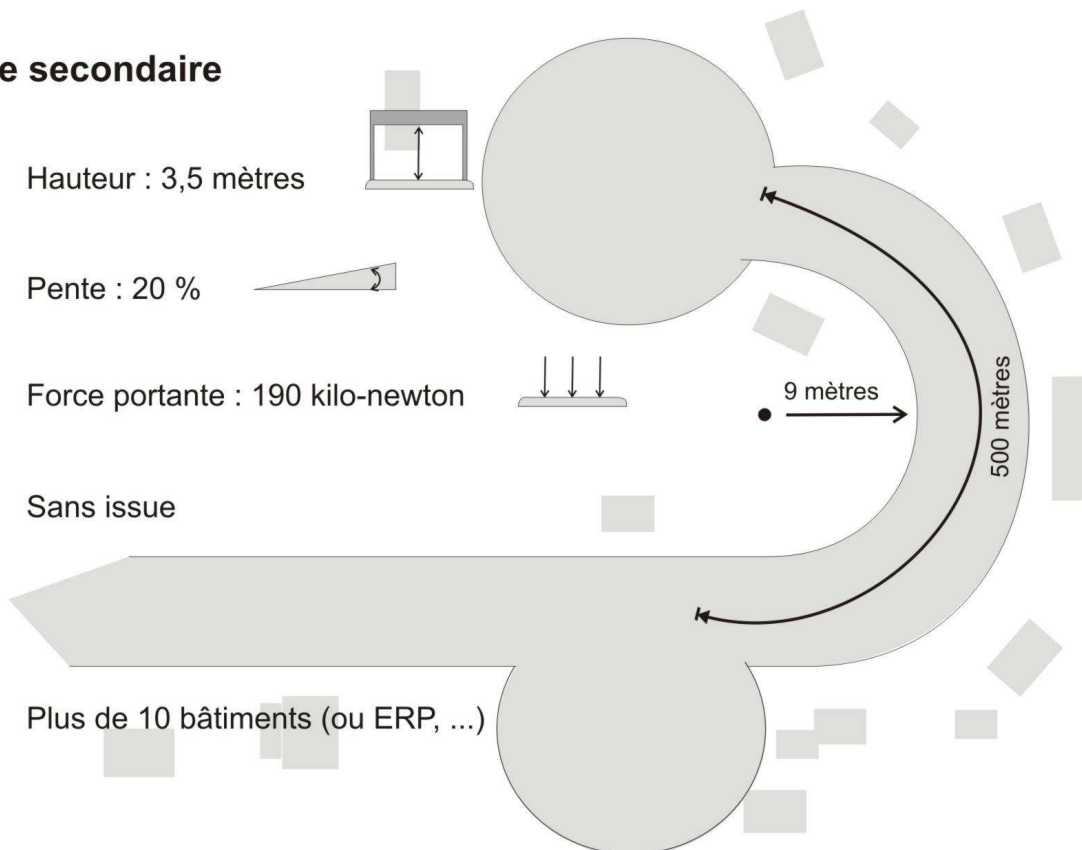 e secondaire
Hauteur : 3,5 mètres
Pente : 20 %
Force portante : 190 kilo-newton
9 mètres
500 mètres
Sans issue
Plus de 10 bâtiments (ou ERP, ...)